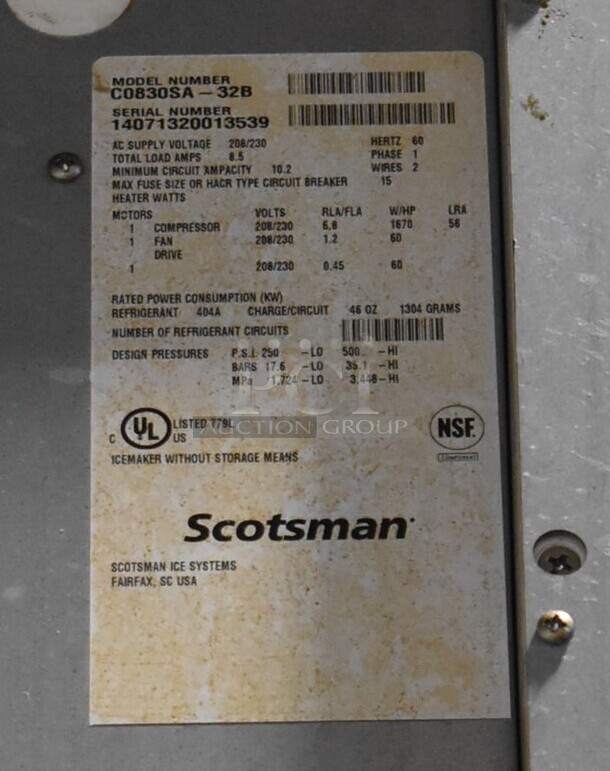 MODEL NUMBER
C0830SA-32B
SERIAL NUMBER
14071320013539
AC SUPPLY VOLTAGE 208/230 HERTZ 60
TOTAL LOAD AMPS 8.5 PHASE 1
MINIMUM CIRCUIT AMPACITY 10.2 WIRES 2
MAX FUSE SIZE OR HACR TYPE CIRCUIT BREAKER 15
HEATER WATTS
MOTORS VOLTS RLA/FLA W/HP LRA
1 COMPRESSOR 208/230 6.8 1670 56
1 FAN 208/230 1.2 60
DRIVE
1 208/230 0.45 60
RATED POWER CONSUMPTION (KW)
REFRIGERANT 404A CHARGE/CIRCUIT 46 OZ 1304 GRAMS
NUMBER OF REFRIGERANT CIRCUITS
DESIGN PRESSURES P.S.I. 250 -LO 500 -HI
BARS 17.6 -LO 35.1 -HI
MPa 1.724 -LO 3.448-HI
AUCTION GROUP
C UL US LISTED 779L
NSF.
COMPONENT
ICEMAKER WITHOUT STORAGE MEANS
Scotsman
SCOTSMAN ICE SYSTEMS
FAIRFAX, SC USA